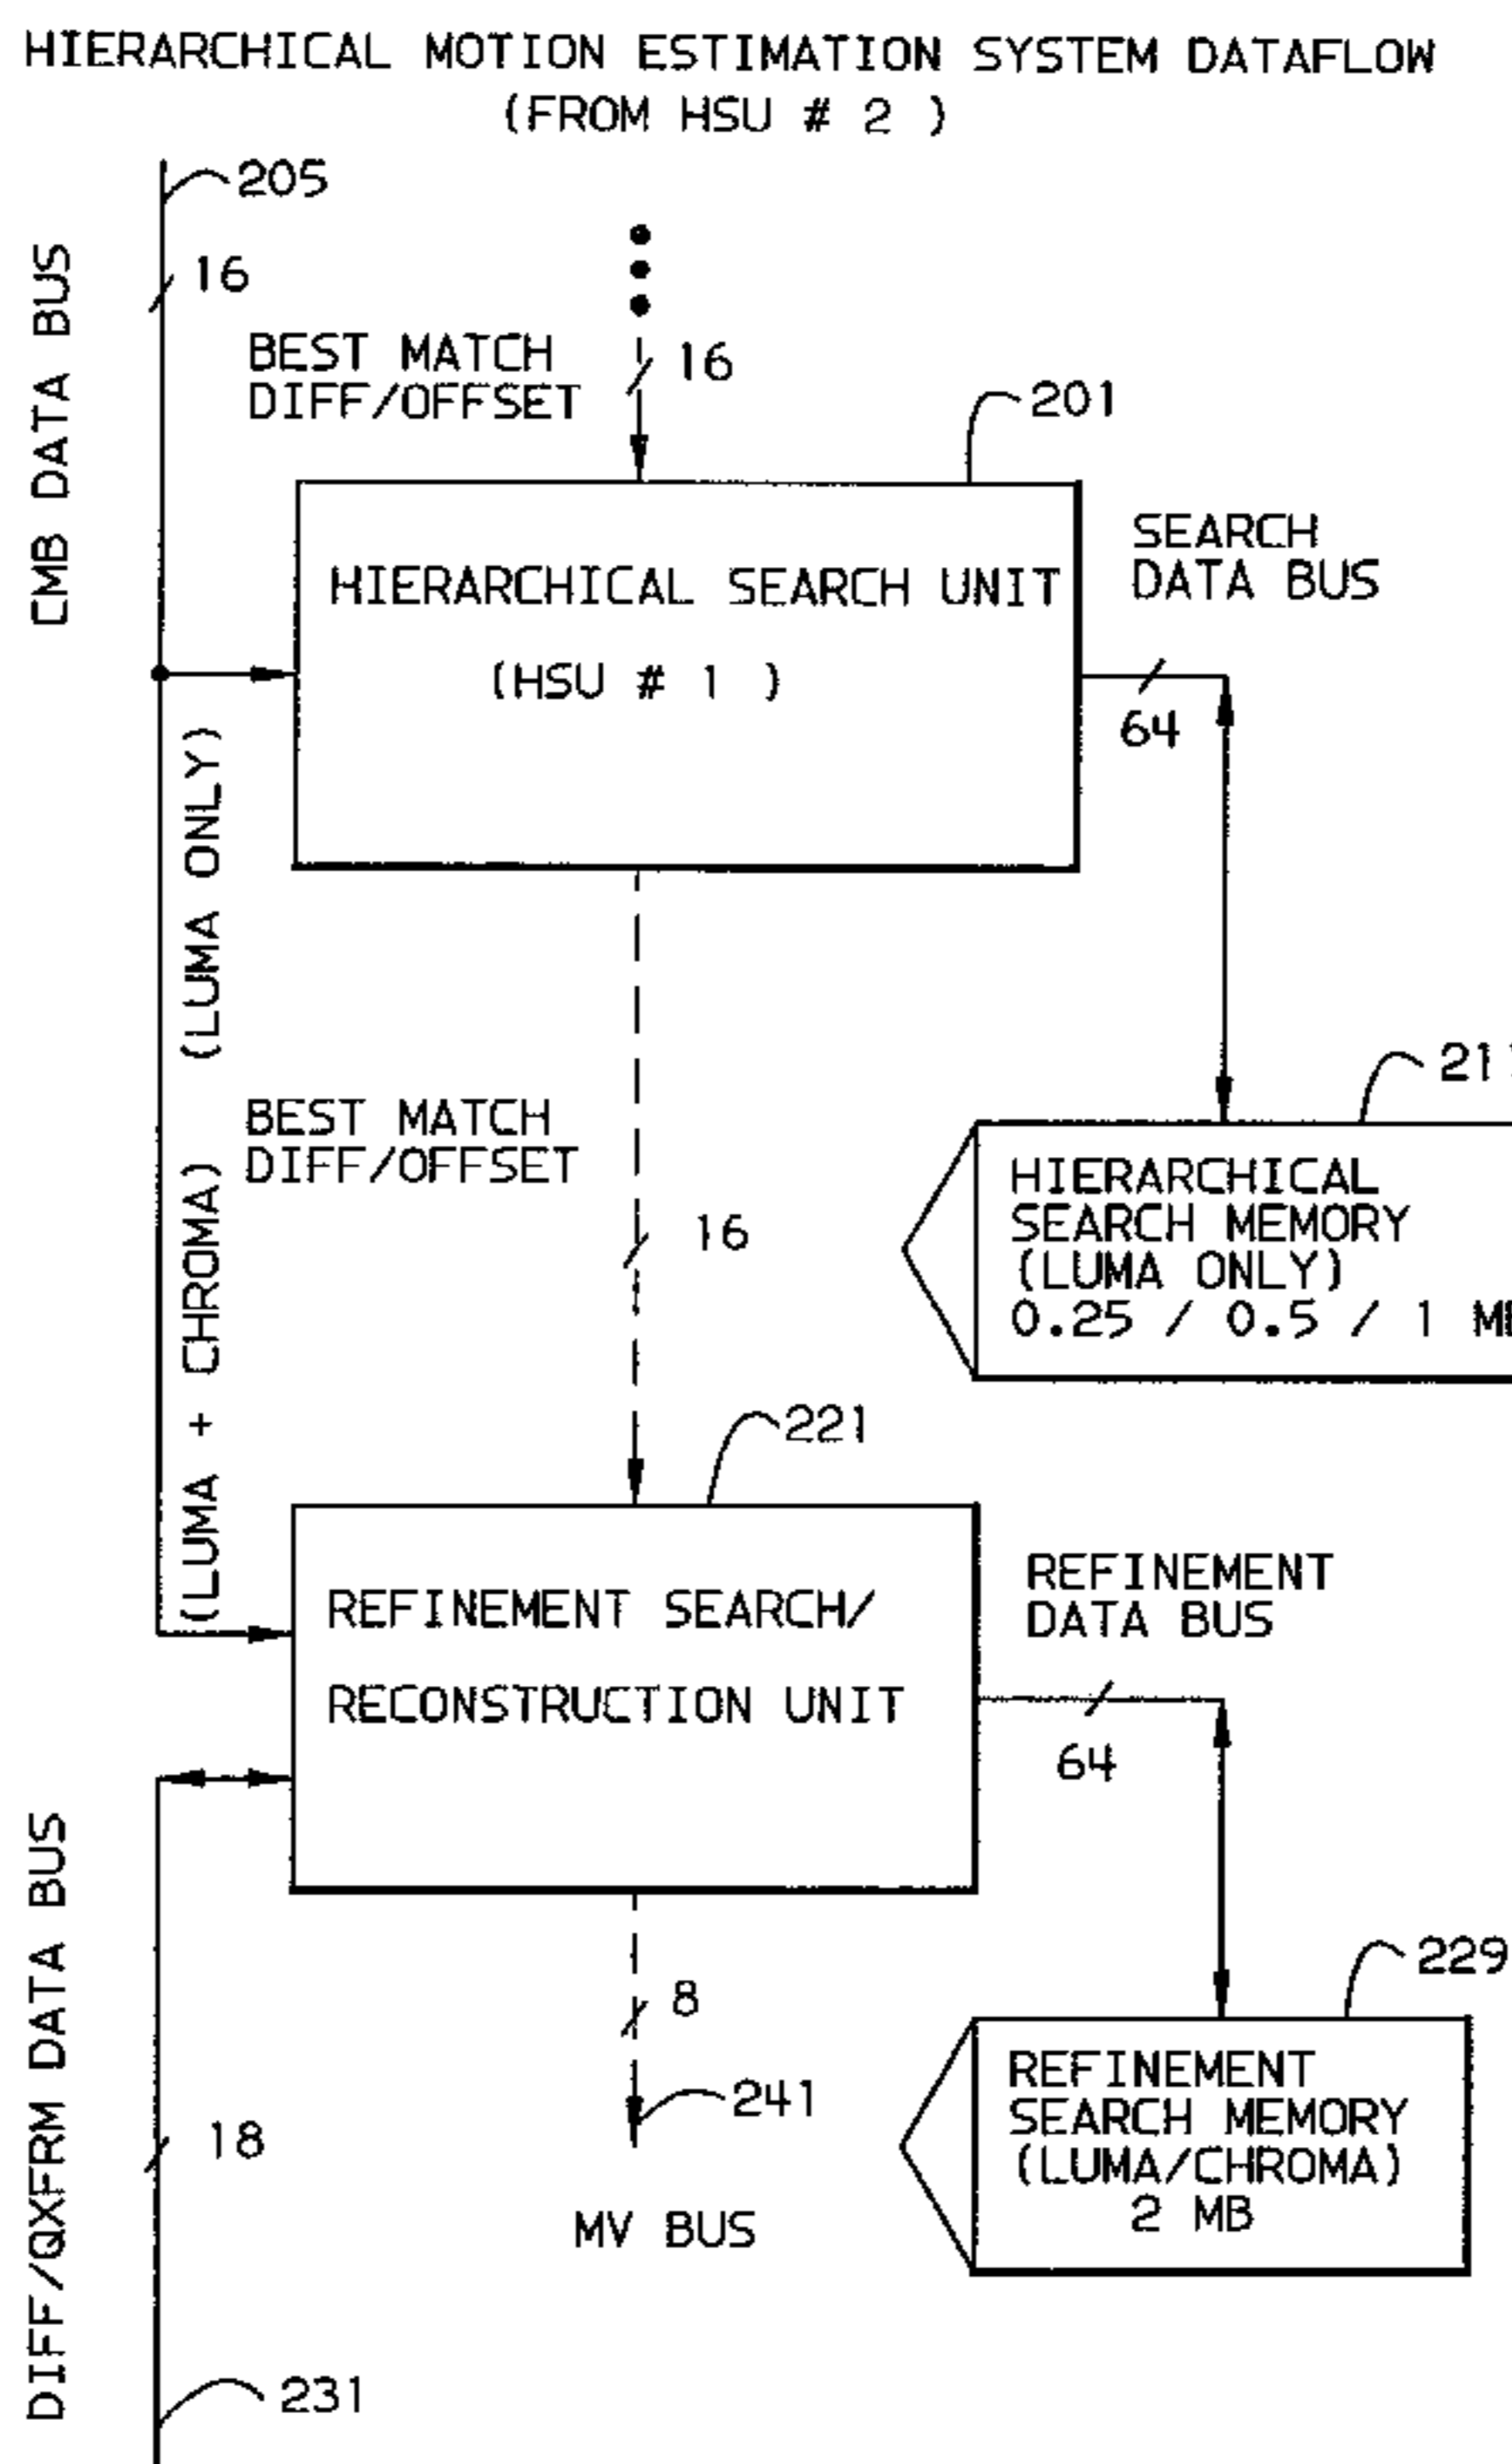 HIERARCHICAL MOTION ESTIMATION SYSTEM DATAFLOW
(FROM HSU # 2 )
205
CMB DATA BUS
16
BEST MATCH
DIFF/OFFSET
16
201
HIERARCHICAL SEARCH UNIT
(HSU # 1 )
SEARCH
DATA BUS
64
(LUMA ONLY)
BEST MATCH
DIFF/OFFSET
16
HIERARCHICAL
SEARCH MEMORY
(LUMA ONLY)
0.25 / 0.5 / 1
(LUMA + CHROMA)
221
REFINEMENT SEARCH/
RECONSTRUCTION UNIT
REFINEMENT
DATA BUS
64
DIFF/QXFRM DATA BUS
18
8
241
MV BUS
229
REFINEMENT
SEARCH MEMORY
(LUMA/CHROMA)
2 MB
231